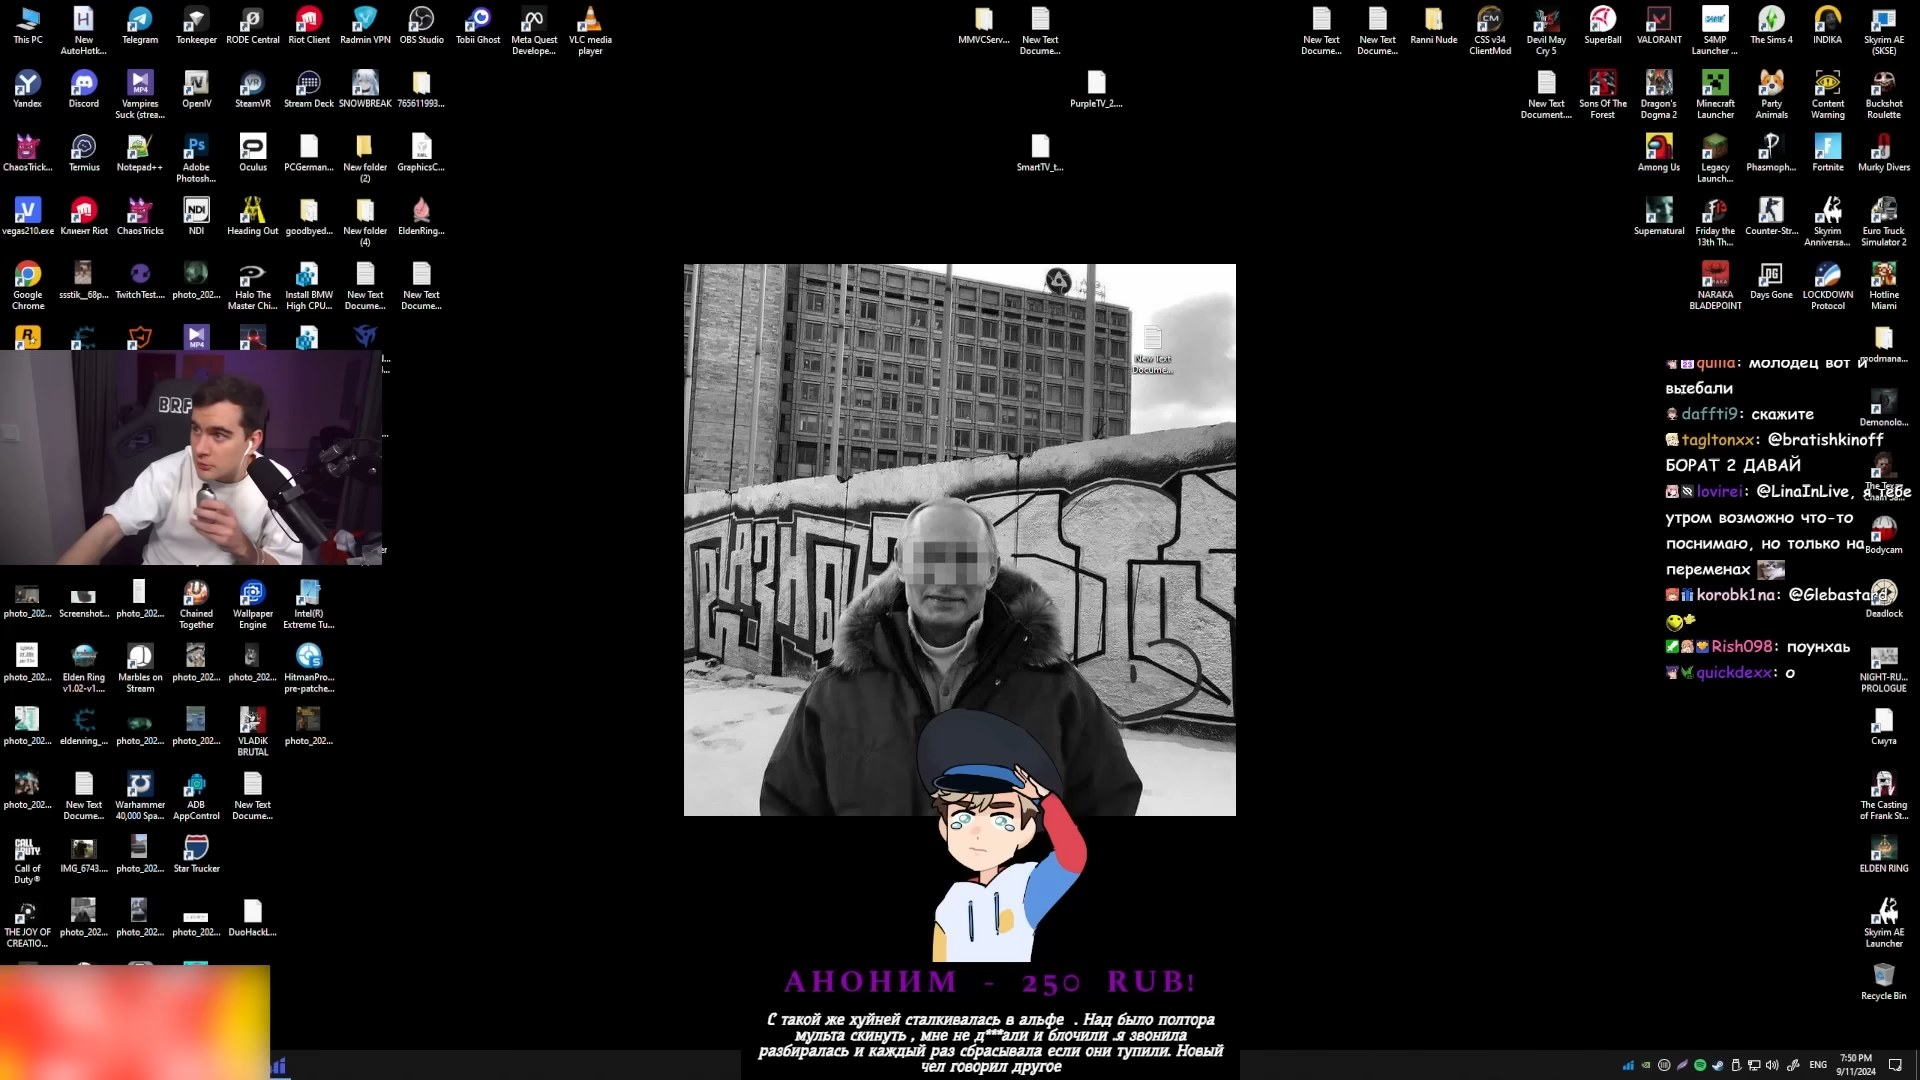 This PC
New AutoHotk...
Telegram
Tonkeeper
RODE Central
Riot Client
Radmin VPN
OBS Studio
Tobii Ghost
Meta Quest Develope...
VLC media player
MMVCServ...
New Text Docume...
New Text Docume...
New Text Docume...
Ranni Nude
CSS v34 ClientMod
Devil May Cry 5
SuperBall
VALORANT
S4MP Launcher ...
The Sims 4
INDIKA
Skyrim AE (SKSE)
Yandex
Discord
Vampires Suck (strea...
OpenIV
SteamVR
Stream Deck
SNOWBREAK
765611993...
PurpleTV_2....
New Text Document....
Sons Of The Forest
Dragon's Dogma 2
Minecraft Launcher
Party Animals
Content Warning
Buckshot Roulette
ChaosTrick...
Termius
Notepad++
Adobe Photosh...
Oculus
PCGerman...
New folder (2)
GraphicsC...
SmartTV_t...
Among Us
Legacy Launch...
Phasmoph...
Fortnite
Murky Divers
vegas210.exe
Клиент Riot
ChaosTricks
NDI
Heading Out
goodbyed...
New folder (4)
EldenRing...
Supernatural
Friday the 13th Th...
Counter-Str...
Skyrim Anniversa...
Euro Truck Simulator 2
Google Chrome
ssstik__68p...
TwitchTest....
photo_202...
Halo The Master Chi...
Install BMW High CPU...
New Text Docume...
New Text Docume...
NARAKA BLADEPOINT
Days Gone
LOCKDOWN Protocol
Hotline Miami
New Text Docume...
modmana...
BRF
quilla: молодец вот и
выебали
daffti9: скажите
tagltonxx: @bratishkinoff
БОРАТ 2 ДАВАЙ
lovirei: @LinaInLive, я тебе
утром возможно что-то
поснимаю, но только на
переменах
korobk1na: @Glebastard
Rish098: поунхаь
quickdexx: о
Demonolo...
Bodycam
Deadlock
NIGHT-RU... PROLOGUE
Смута
The Casting of Frank St...
ELDEN RING
Skyrim AE Launcher
Recycle Bin
photo_202...
Screenshot...
photo_202...
Chained Together
Wallpaper Engine
Intel(R) Extreme Tu...
photo_202...
Elden Ring v1.02-v1....
Marbles on Stream
photo_202...
photo_202...
HitmanPro... pre-patche...
photo_202...
eldenring_...
photo_202...
photo_202...
VLADiK BRUTAL
photo_202...
photo_202...
New Text Docume...
Warhammer 40,000 Spa...
ADB AppControl
New Text Docume...
Call of Duty®
IMG_6743....
photo_202...
Star Trucker
THE JOY OF CREATIO...
photo_202...
photo_202...
photo_202...
DuoHackL...
АНОНИМ - 250 RUB!
С такой же хуйней сталкивалась в альфе . Над было полтора
мульта скинуть , мне не д***али и блочили .я звонила
разбиралась и каждый раз сбрасывала если они тупили. Новый
чел говорил другое
ENG
7:50 PM
9/11/2024